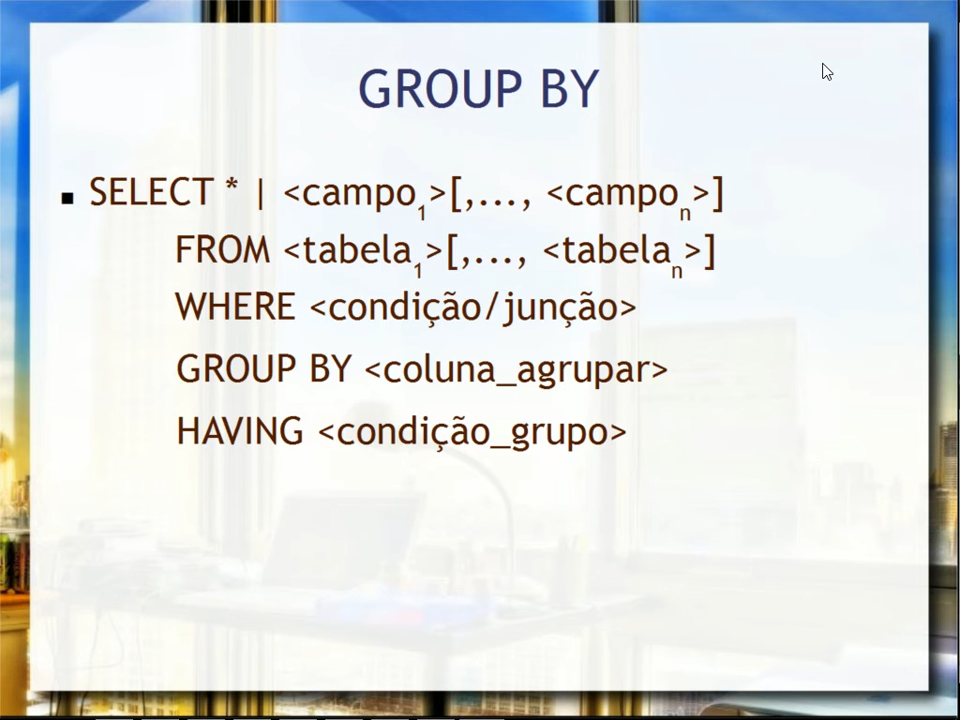 GROUP BY
▪ SELECT * | <campo1>[,..., <campon>]
FROM <tabela1>[,..., <tabelan>]
WHERE <condição/junção>
GROUP BY <coluna_agrupar>
HAVING <condição_grupo>